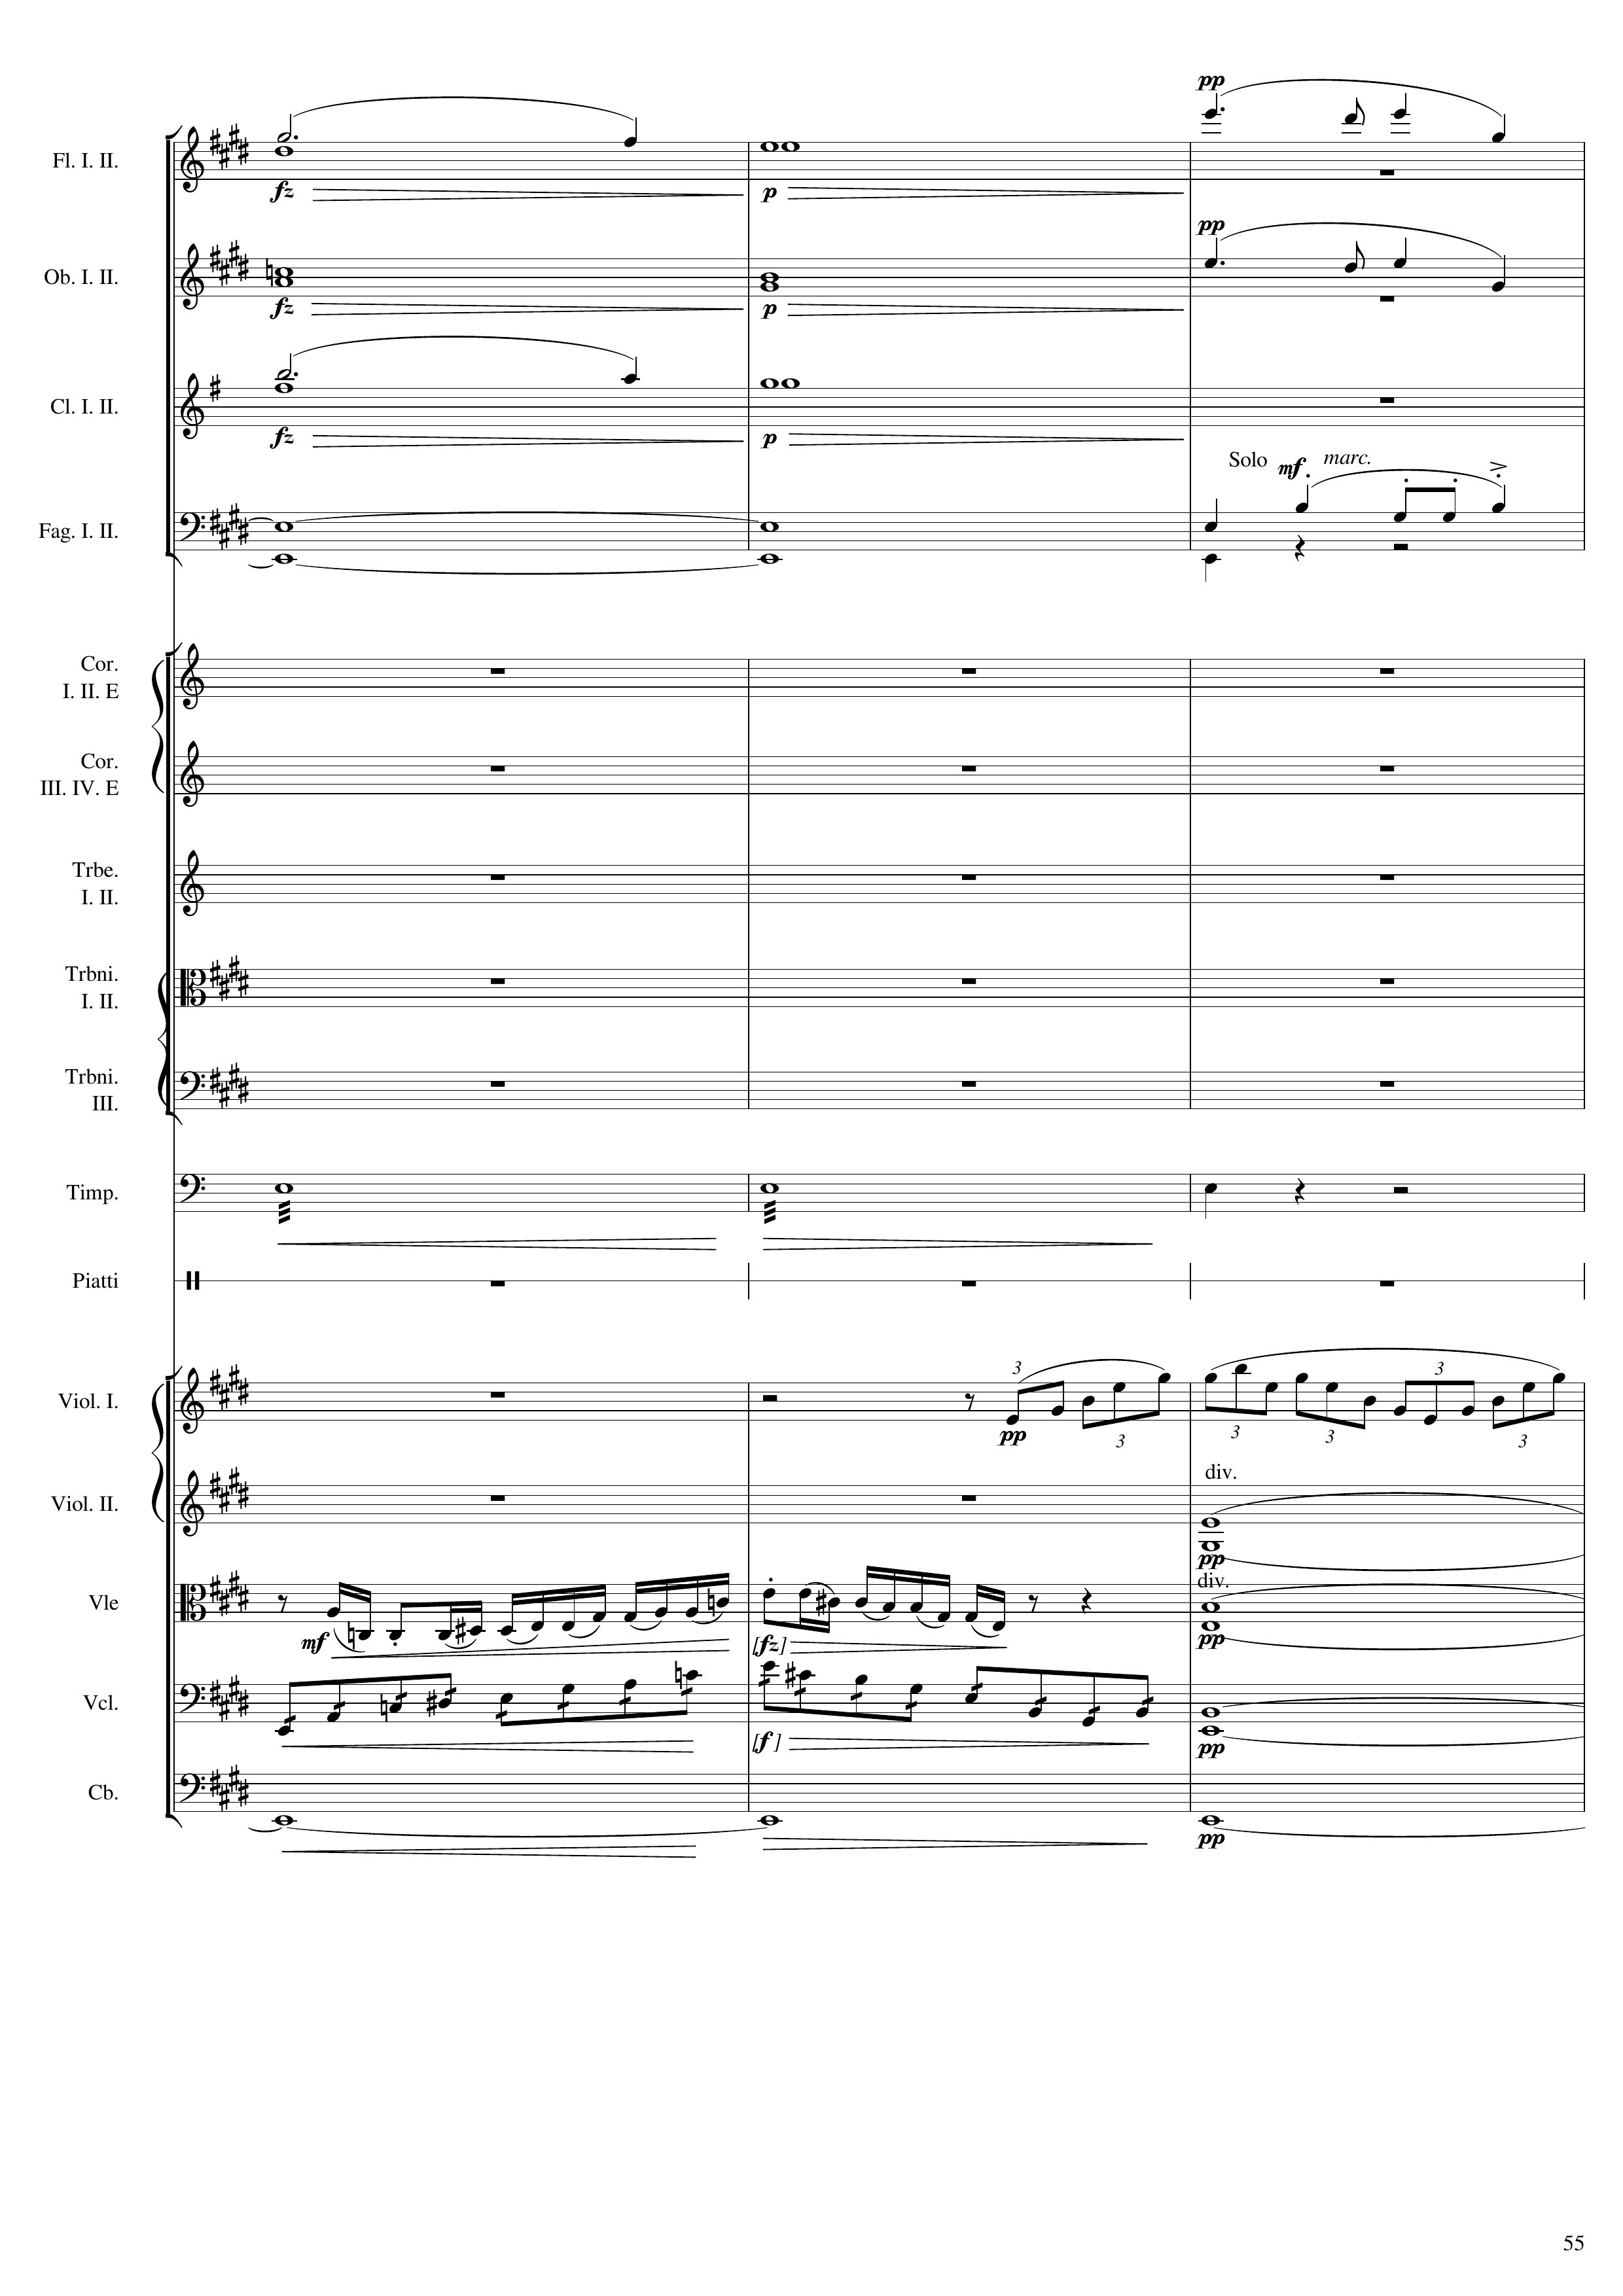 pp
Fl. I. II.
fz
p
pp
Ob. I. II.
fz
p
Cl. I. II.
fz
p
Solo mf marc.
Fag. I. II.
Cor.
I. II. E
Cor.
III. IV. E
Trbe.
I. II.
Trbni.
I. II.
Trbni.
III.
Timp.
Piatti
3
Viol. I.
3
pp 3
3 3 3
div.
Viol. II.
pp
div.
Vle
mf
[fz]
pp
Vcl.
[f]
pp
Cb.
pp
55